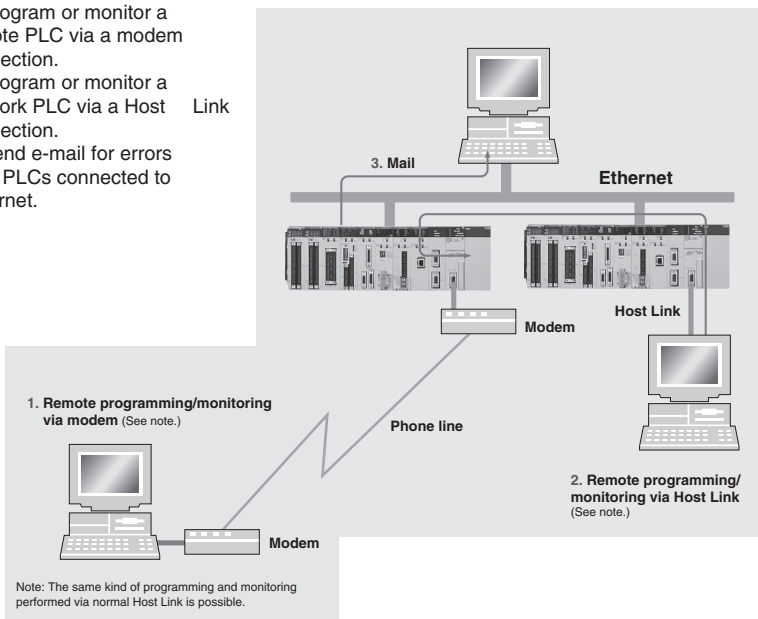 ogram or monitor a
te PLC via a modem
ection.
ogram or monitor a
ork PLC via a Host Link
ection.
end e-mail for errors
PLCs connected to
rnet.
3. Mail
Ethernet
Host Link
Modem
1. Remote programming/monitoring
via modem (See note.)
Phone line
2. Remote programming/
monitoring via Host Link
(See note.)
Modem
Note: The same kind of programming and monitoring
performed via normal Host Link is possible.